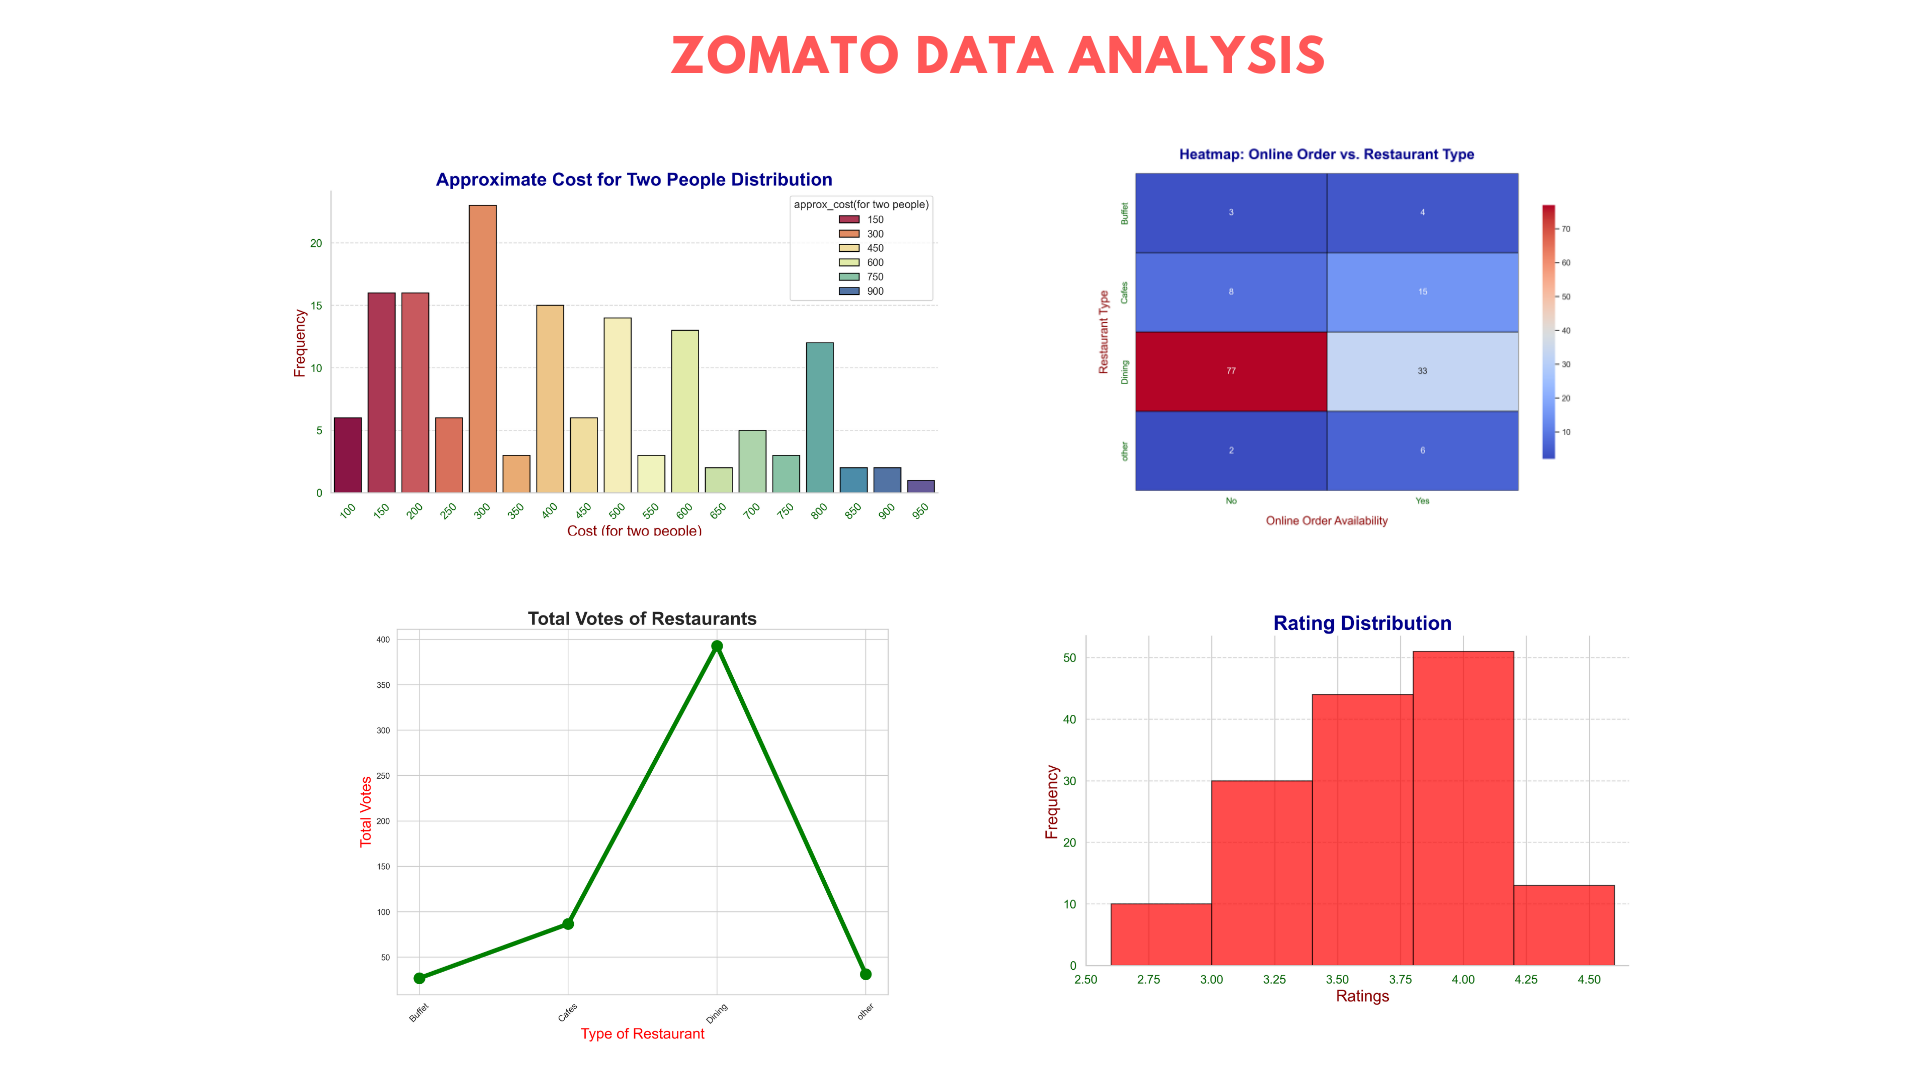 ZOMATO DATA ANALYSIS
Approximate Cost for Two People Distribution
approx_cost(for two people)
150
300
450
600
750
900
Frequency
20
15
10
5
0
100 150 200 250 300 350 400 450 500 550 600 650 700 750 800 850 900 950
Cost (for two people)
Heatmap: Online Order vs. Restaurant Type
Restaurant Type
Buffet 3 4
Cafes 8 15
Dining 77 33
other 2 6
No Yes
Online Order Availability
70
60
50
40
30
20
10
Total Votes of Restaurants
Total Votes
400
350
300
250
200
150
100
50
Buffet Cafes Dining other
Type of Restaurant
Rating Distribution
Frequency
50
40
30
20
10
0
2.50 2.75 3.00 3.25 3.50 3.75 4.00 4.25 4.50
Ratings